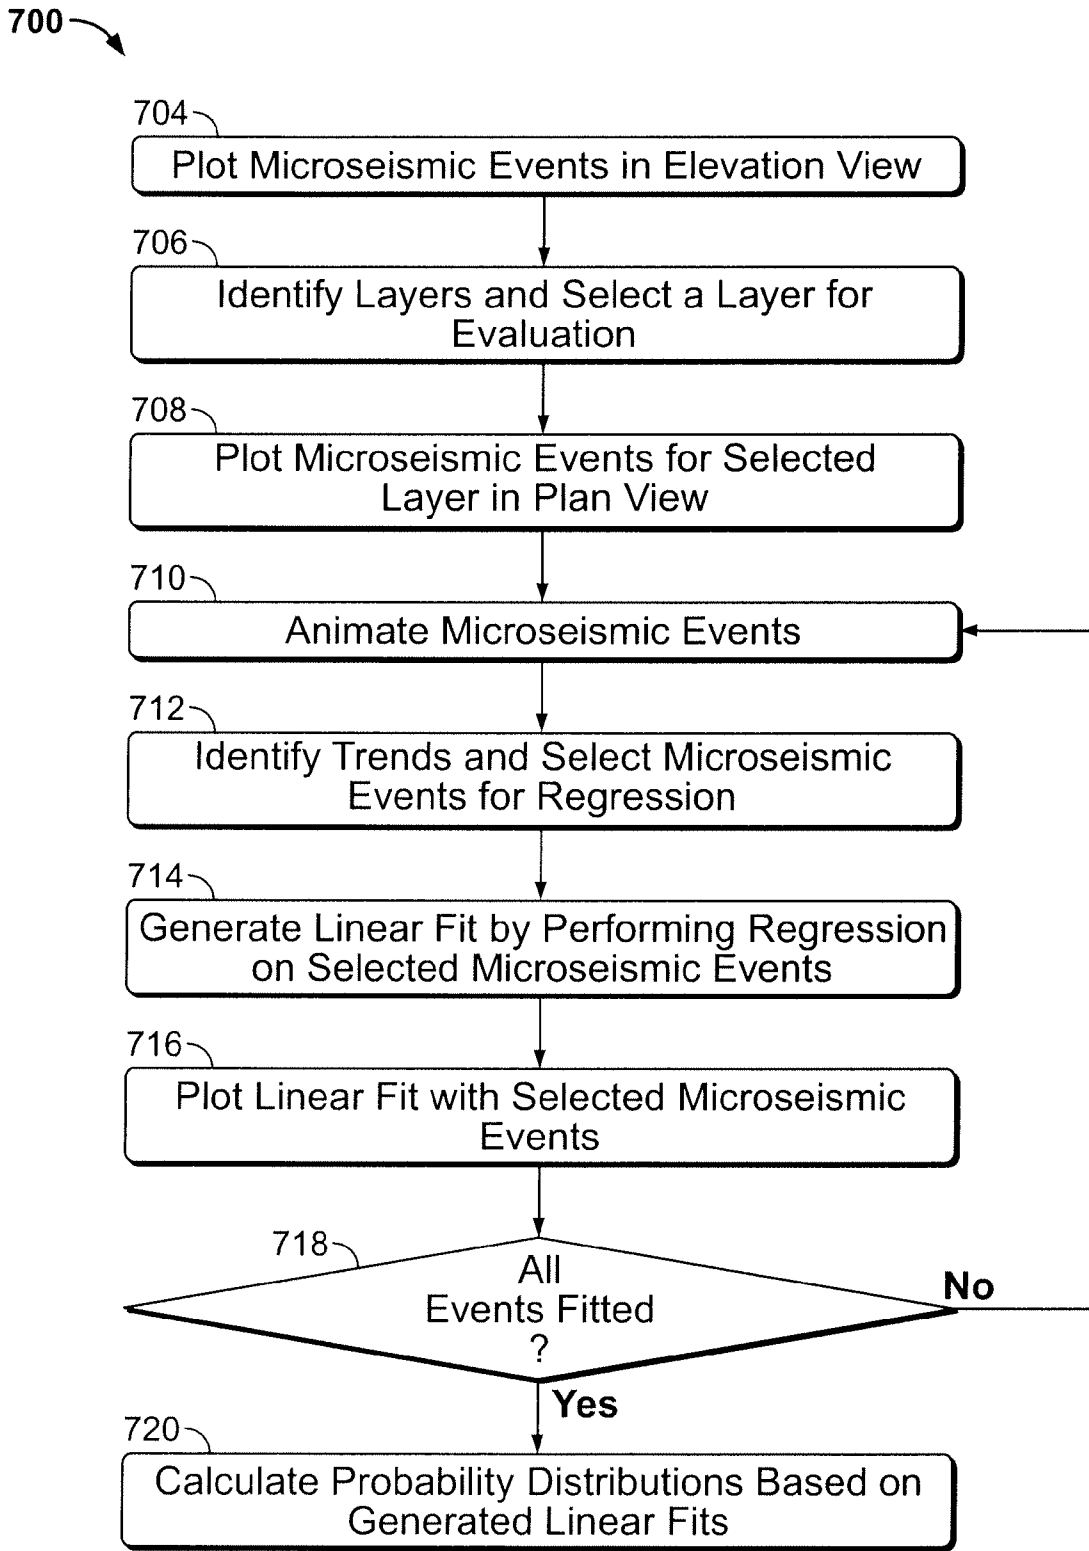 700
704
Plot Microseismic Events in Elevation View
706
Identify Layers and Select a Layer for
Evaluation
708
Plot Microseismic Events for Selected
Layer in Plan View
710
Animate Microseismic Events
712
Identify Trends and Select Microseismic
Events for Regression
714
Generate Linear Fit by Performing Regression
on Selected Microseismic Events
716
Plot Linear Fit with Selected Microseismic
Events
718
All
Events Fitted
?
No
Yes
720
Calculate Probability Distributions Based on
Generated Linear Fits